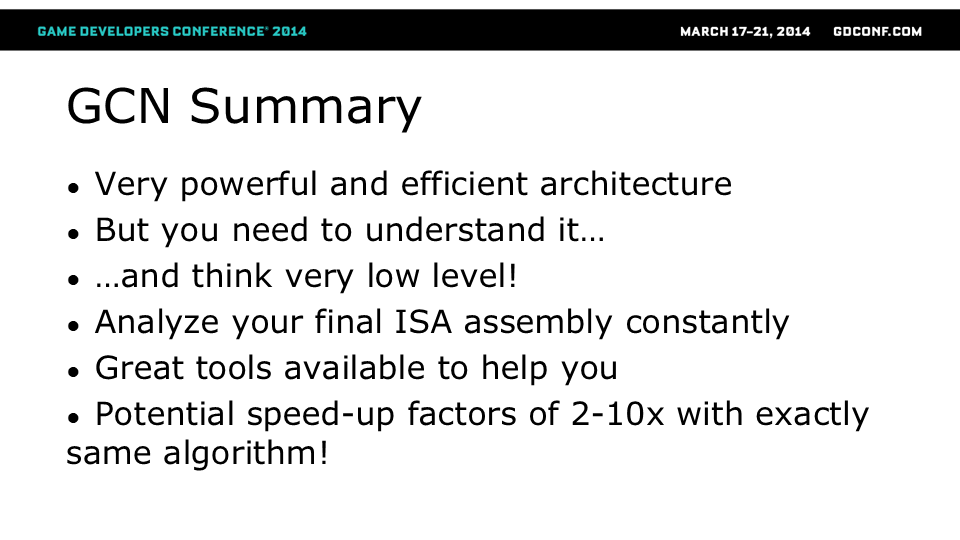 GAME DEVELOPERS CONFERENCE® 2014 MARCH 17–21, 2014 GDCONF.COM
GCN Summary
● Very powerful and efficient architecture
● But you need to understand it…
● …and think very low level!
● Analyze your final ISA assembly constantly
● Great tools available to help you
● Potential speed-up factors of 2-10x with exactly
same algorithm!